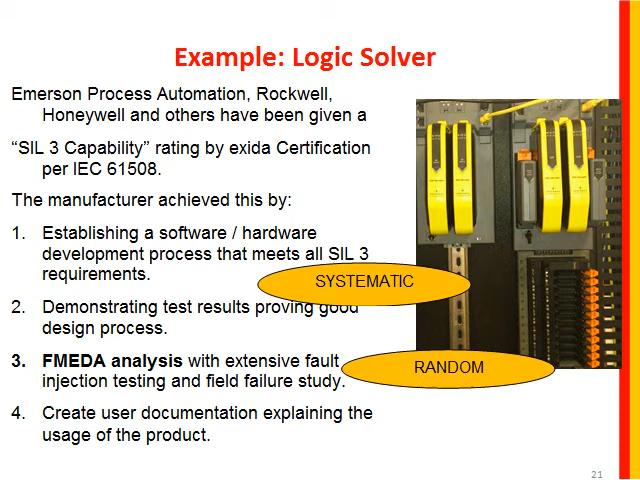 Example: Logic Solver
Emerson Process Automation, Rockwell,
Honeywell and others have been given a
“SIL 3 Capability” rating by exida Certification
per IEC 61508.
The manufacturer achieved this by:
1. Establishing a software / hardware
development process that meets all SIL 3
requirements.
SYSTEMATIC
2. Demonstrating test results proving good
design process.
3. FMEDA analysis with extensive fault
injection testing and field failure study.
RANDOM
4. Create user documentation explaining the
usage of the product.
21